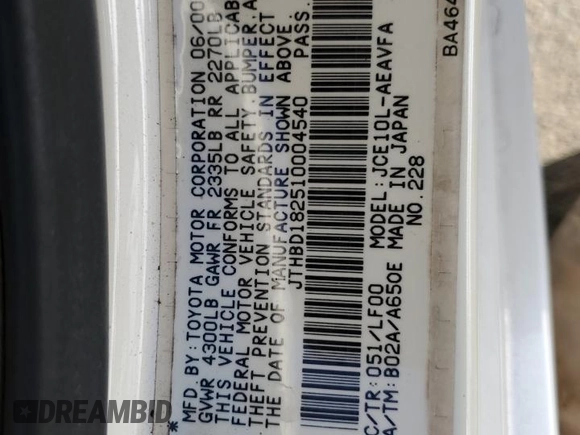 *MFD. BY: TOYOTA MOTOR CORPORATION 06/00
GVWR 4300LB GAWR FR 2335LB RR 2270LB
THIS VEHICLE CONFORMS TO ALL APPLICAB
FEDERAL MOTOR VEHICLE SAFETY, BUMPER, A
THEFT PREVENTION STANDARDS IN EFFECT
THE DATE OF MANUFACTURE SHOWN ABOVE.
JTHBD182510004540 PASS.
C/TR: 051/LF00 MODEL: JCE10L-AEAVFA
A/TM: B02A/A650E MADE IN JAPAN
NO. 228
BA464
DREAMBID